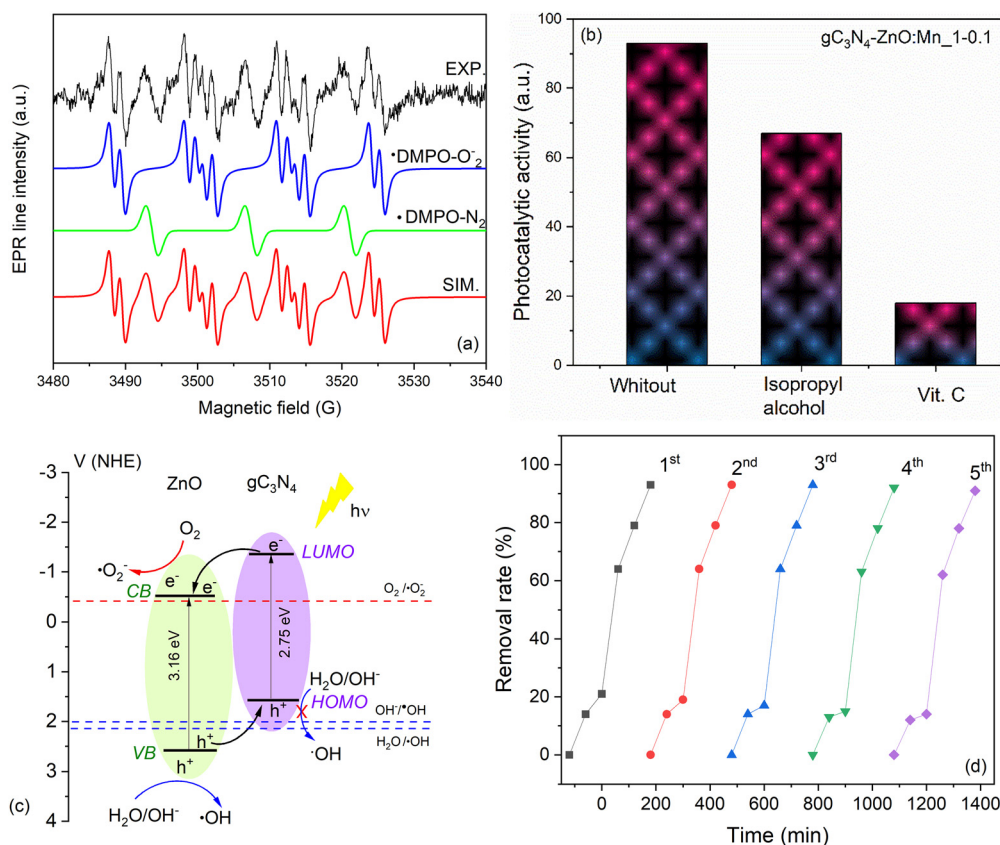 (a)
EXP.
•DMPO-O⁻₂
•DMPO-N₂
SIM.
EPR line intensity (a.u.)
3480 3490 3500 3510 3520 3530 3540
Magnetic field (G)
(b)
gC₃N₄-ZnO:Mn_1-0.1
Photocatalytic activity (a.u.)
100
80
60
40
20
0
Whitout
Isopropyl
alcohol
Vit. C
(c)
V (NHE)
-3
-2
-1
0
1
2
3
4
ZnO
gC₃N₄
hν
O₂
•O₂⁻
e⁻
LUMO
CB
e⁻
e⁻
O₂/•O₂⁻
3.16 eV
2.75 eV
H₂O/OH⁻
HOMO
h⁺
X
OH⁻/•OH
H₂O/•OH
·OH
VB
h⁺
h⁺
H₂O/OH⁻
•OH
(d)
Removal rate (%)
100
80
60
40
20
0
1ˢᵗ
2ⁿᵈ
3ʳᵈ
4ᵗʰ
5ᵗʰ
0 200 400 600 800 1000 1200 1400
Time (min)